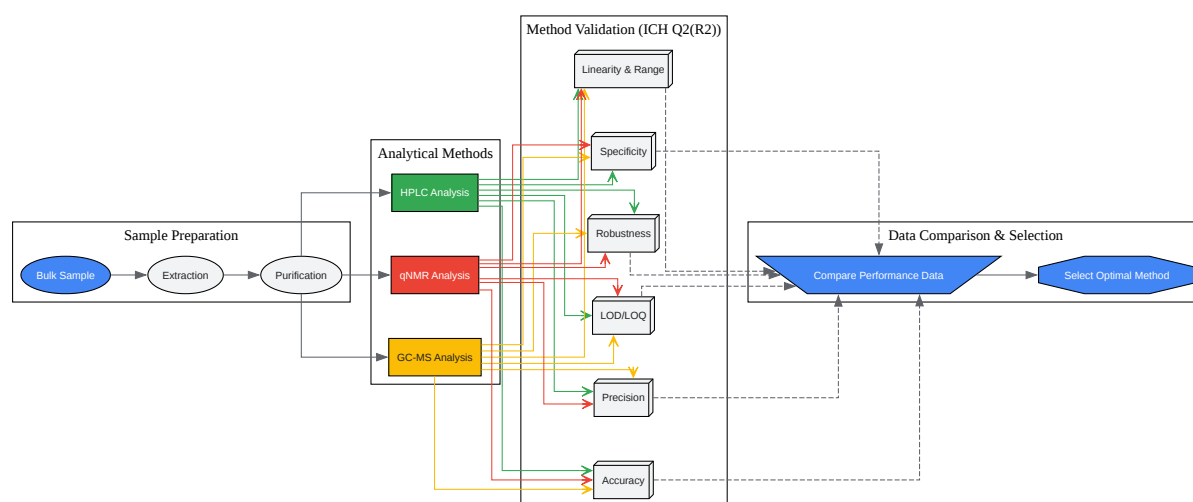 Sample Preparation
Bulk Sample
Extraction
Purification
Analytical Methods
HPLC Analysis
qNMR Analysis
GC-MS Analysis
Method Validation (ICH Q2(R2))
Linearity & Range
Specificity
Robustness
LOD/LOQ
Precision
Accuracy
Data Comparison & Selection
Compare Performance Data
Select Optimal Method